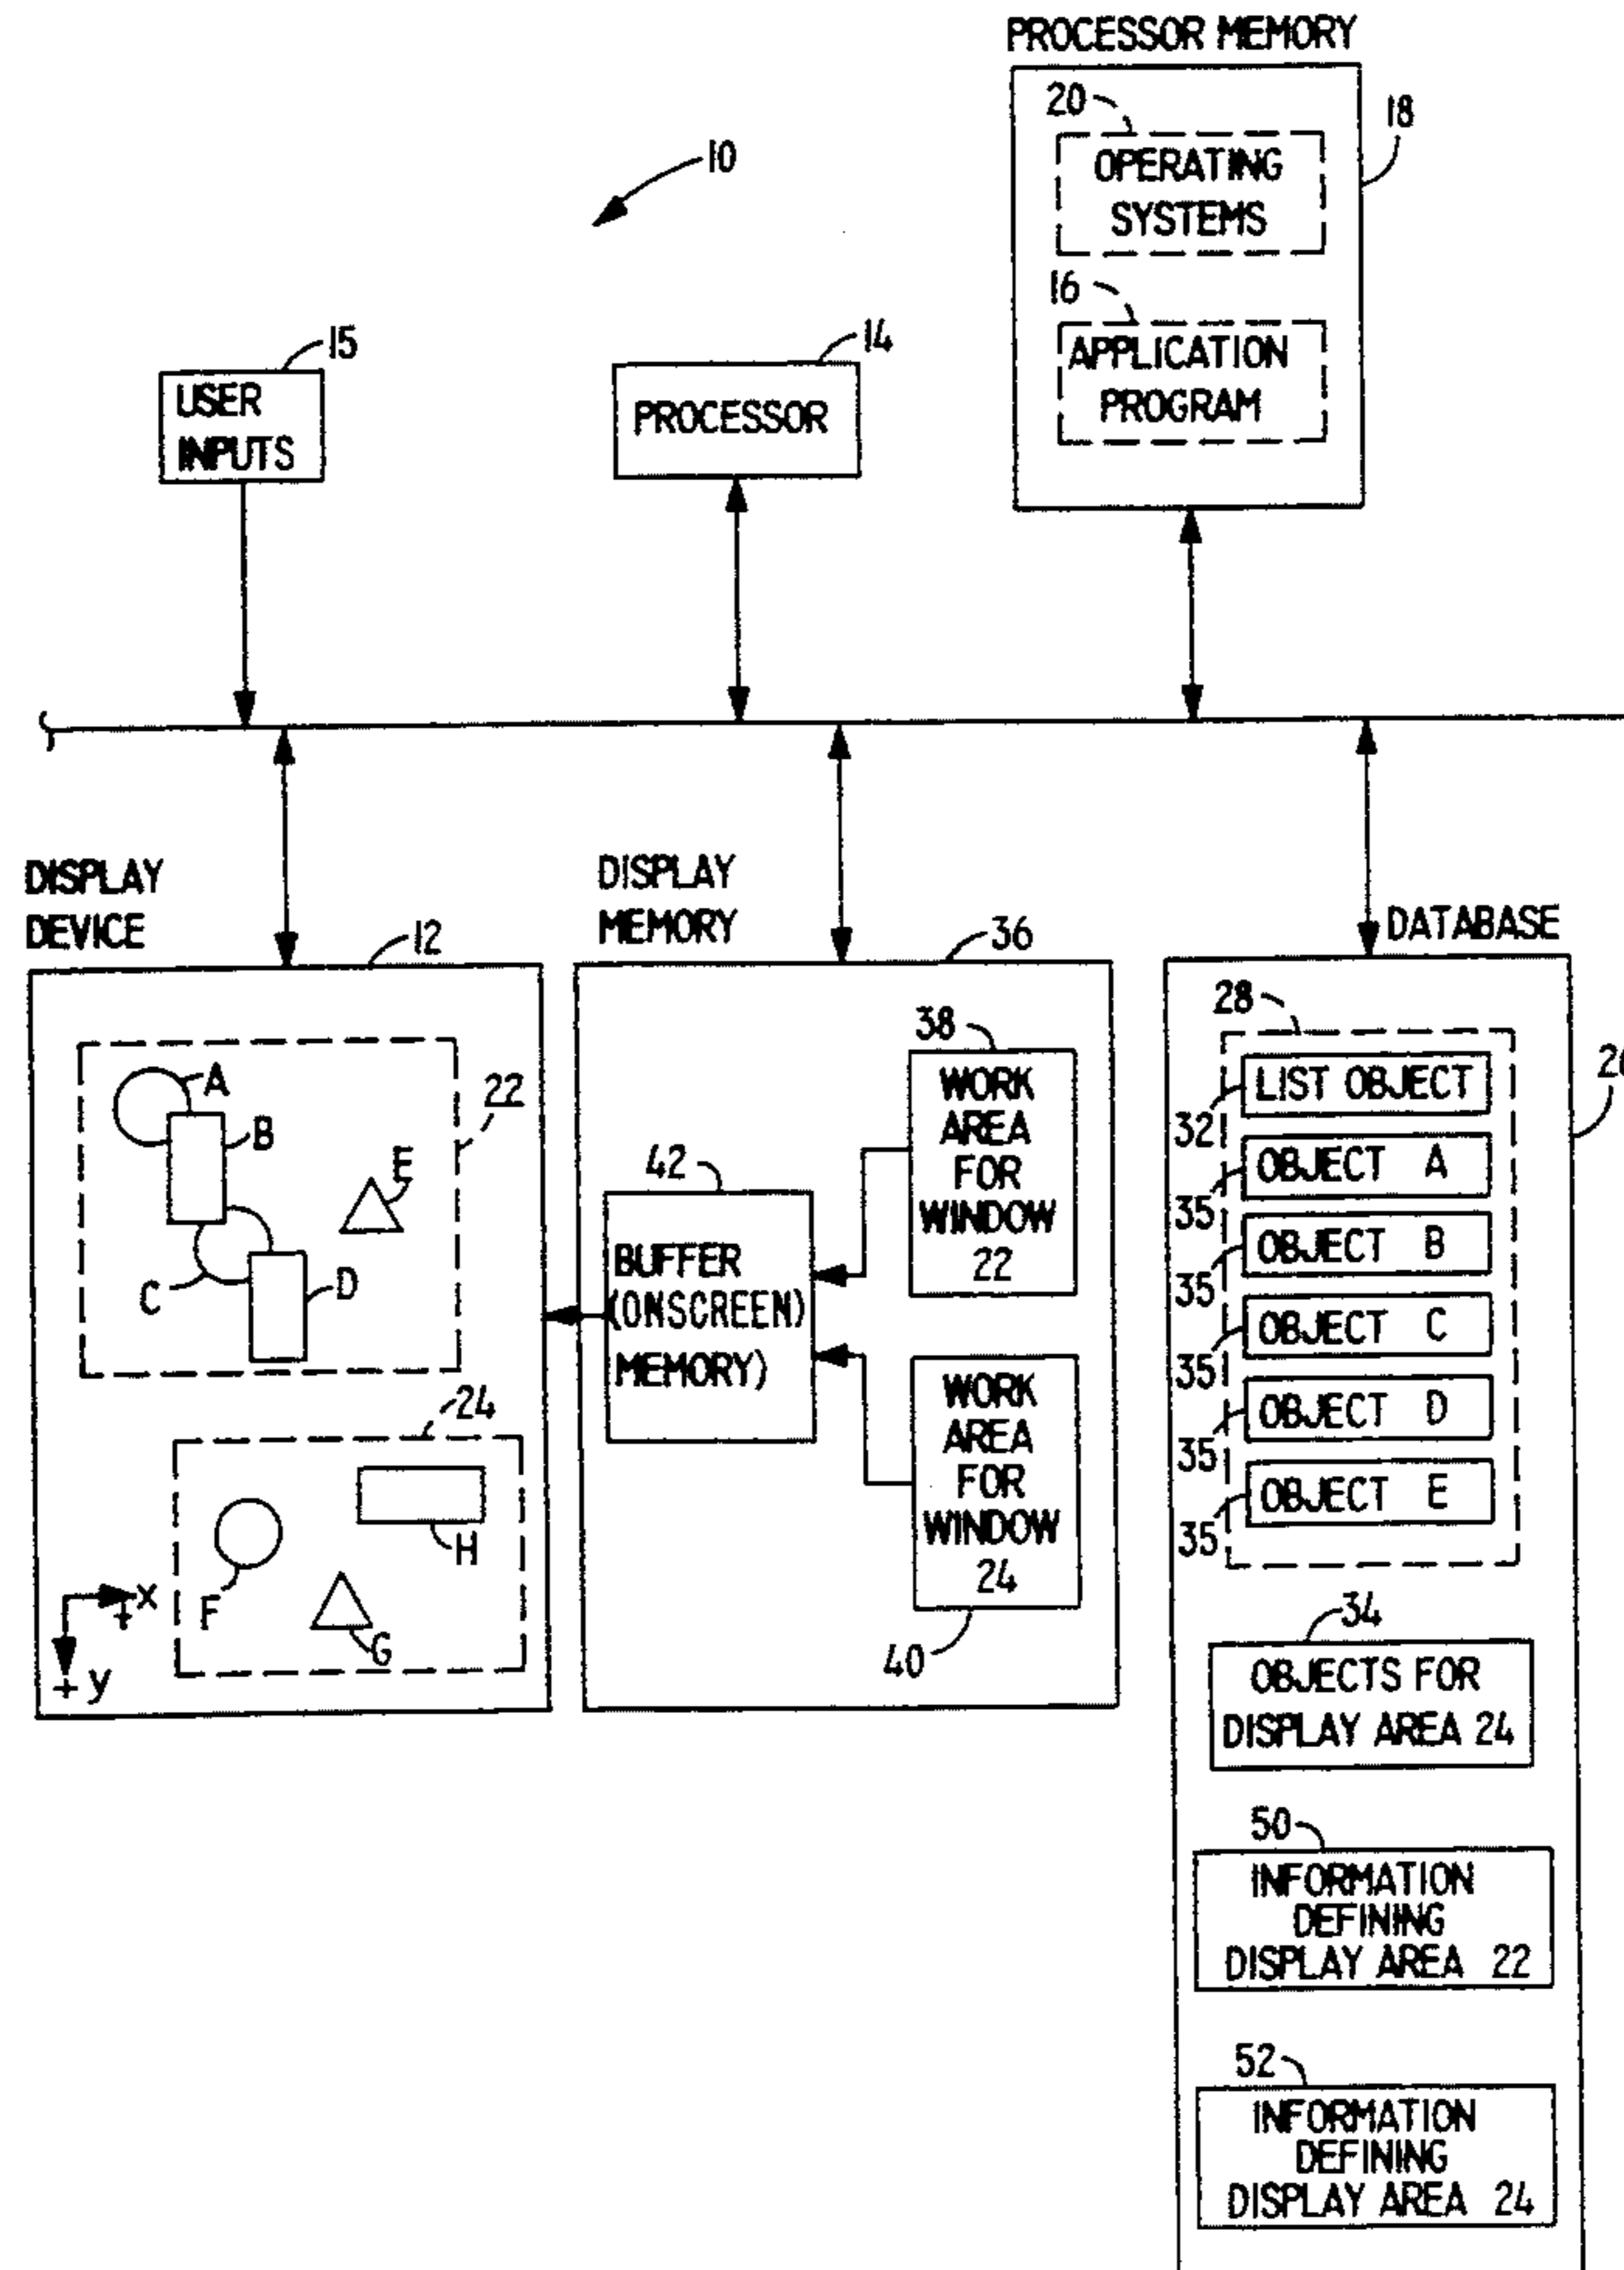 PROCESSOR MEMORY
20
OPERATING
SYSTEMS
18
10
16
APPLICATION
PROGRAM
15
USER
INPUTS
14
PROCESSOR
DISPLAY
DEVICE
12
A
B
22
E
C
D
24
H
F
G
+ x
+ y
DISPLAY
MEMORY
36
38
WORK
AREA
FOR
WINDOW
22
42
BUFFER
(ONSCREEN)
MEMORY)
WORK
AREA
FOR
WINDOW
24
40
DATABASE
28
LIST OBJECT
32
OBJECT A
35
OBJECT B
35
OBJECT C
35
OBJECT D
35
OBJECT E
35
34
OBJECTS FOR
DISPLAY AREA 24
50
INFORMATION
DEFINING
DISPLAY AREA 22
52
INFORMATION
DEFINING
DISPLAY AREA 24